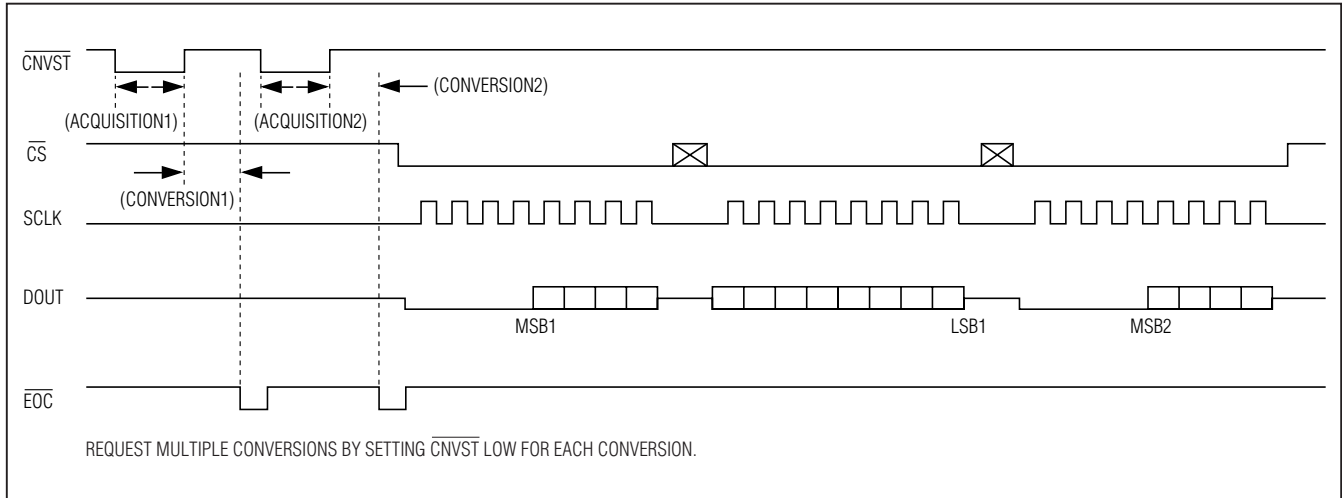 CNVST
(CONVERSION2)
(ACQUISITION1) (ACQUISITION2)
CS
(CONVERSION1)
SCLK
DOUT
MSB1 LSB1 MSB2
EOC
REQUEST MULTIPLE CONVERSIONS BY SETTING CNVST LOW FOR EACH CONVERSION.